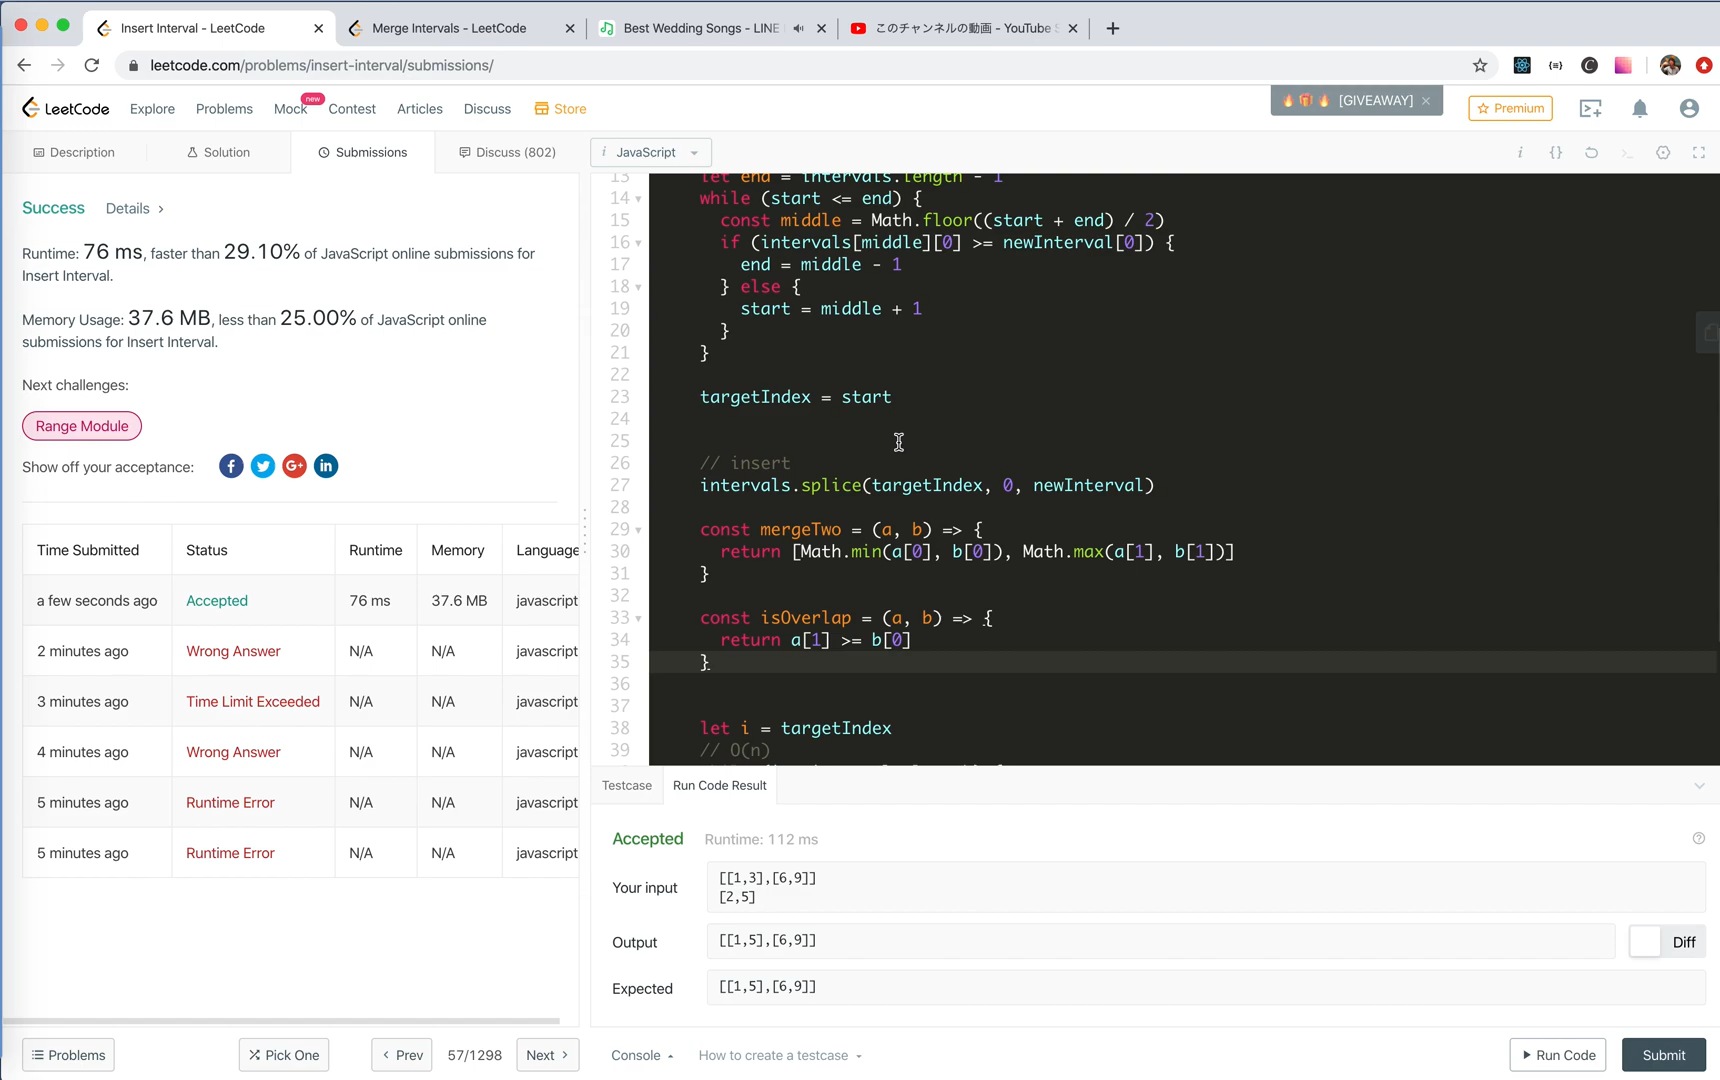 Insert Interval - LeetCode
Merge Intervals - LeetCode
Best Wedding Songs - LINE
このチャンネルの動画 - YouTube S
leetcode.com/problems/insert-interval/submissions/
LeetCode
Explore
Problems
Mock
new
Contest
Articles
Discuss
Store
[GIVEAWAY]
Premium
Description
Solution
Submissions
Discuss (802)
i JavaScript
Success
Details >
Runtime: 76 ms, faster than 29.10% of JavaScript online submissions for
Insert Interval.
Memory Usage: 37.6 MB, less than 25.00% of JavaScript online
submissions for Insert Interval.
Next challenges:
Range Module
Show off your acceptance:
Time Submitted Status Runtime Memory Language
a few seconds ago Accepted 76 ms 37.6 MB javascript
2 minutes ago Wrong Answer N/A N/A javascript
3 minutes ago Time Limit Exceeded N/A N/A javascript
4 minutes ago Wrong Answer N/A N/A javascript
5 minutes ago Runtime Error N/A N/A javascript
5 minutes ago Runtime Error N/A N/A javascript
13 let end = intervals.length - 1
14 while (start <= end) {
15 const middle = Math.floor((start + end) / 2)
16 if (intervals[middle][0] >= newInterval[0]) {
17 end = middle - 1
18 } else {
19 start = middle + 1
20 }
21 }
22
23 targetIndex = start
24
25
26 // insert
27 intervals.splice(targetIndex, 0, newInterval)
28
29 const mergeTwo = (a, b) => {
30 return [Math.min(a[0], b[0]), Math.max(a[1], b[1])]
31 }
32
33 const isOverlap = (a, b) => {
34 return a[1] >= b[0]
35 }
36
37
38 let i = targetIndex
39 // O(n)
Testcase
Run Code Result
Accepted Runtime: 112 ms
Your input
[[1,3],[6,9]]
[2,5]
Output
[[1,5],[6,9]]
Diff
Expected
[[1,5],[6,9]]
Problems
Pick One
< Prev
57/1298
Next >
Console
How to create a testcase
Run Code
Submit